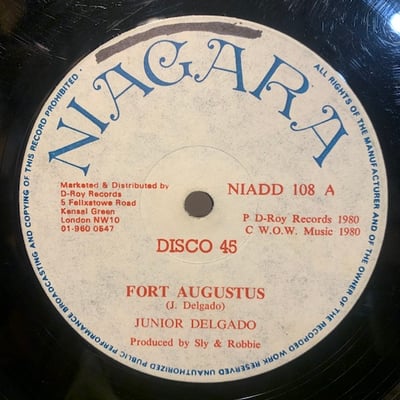 NIAGARA
ALL RIGHTS OF THE MANUFACTURER AND OF THE OWNER OF THE RECORDED WORK RESERVED UNAUTHORIZED PUBLIC PERFORMANCE BROADCASTING AND COPYING OF THIS RECORD PROHIBITED
Marketed & Distributed by
D-Roy Records
5 Felixstowe Road
Kensal Green
London NW10
01-960 0547
NIADD 108 A
P D-Roy Records 1980
C W.O.W. Music 1980
DISCO 45
FORT AUGUSTUS
(J. Delgado)
JUNIOR DELGADO
Produced by Sly & Robbie